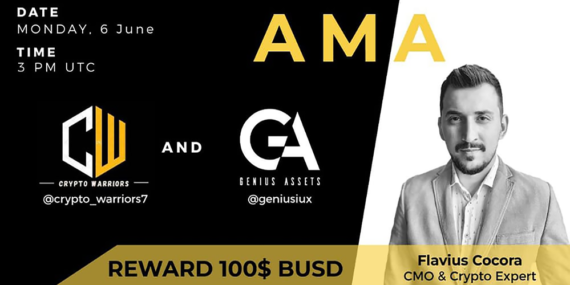 DATE
MONDAY, 6 June
TIME
3 PM UTC
AMA
CW
CRYPTO WARRIORS
@crypto_warriors7
AND
GA
GENIUS ASSETS
@geniusiux
REWARD 100$ BUSD
Flavius Cocora
CMO & Crypto Expert